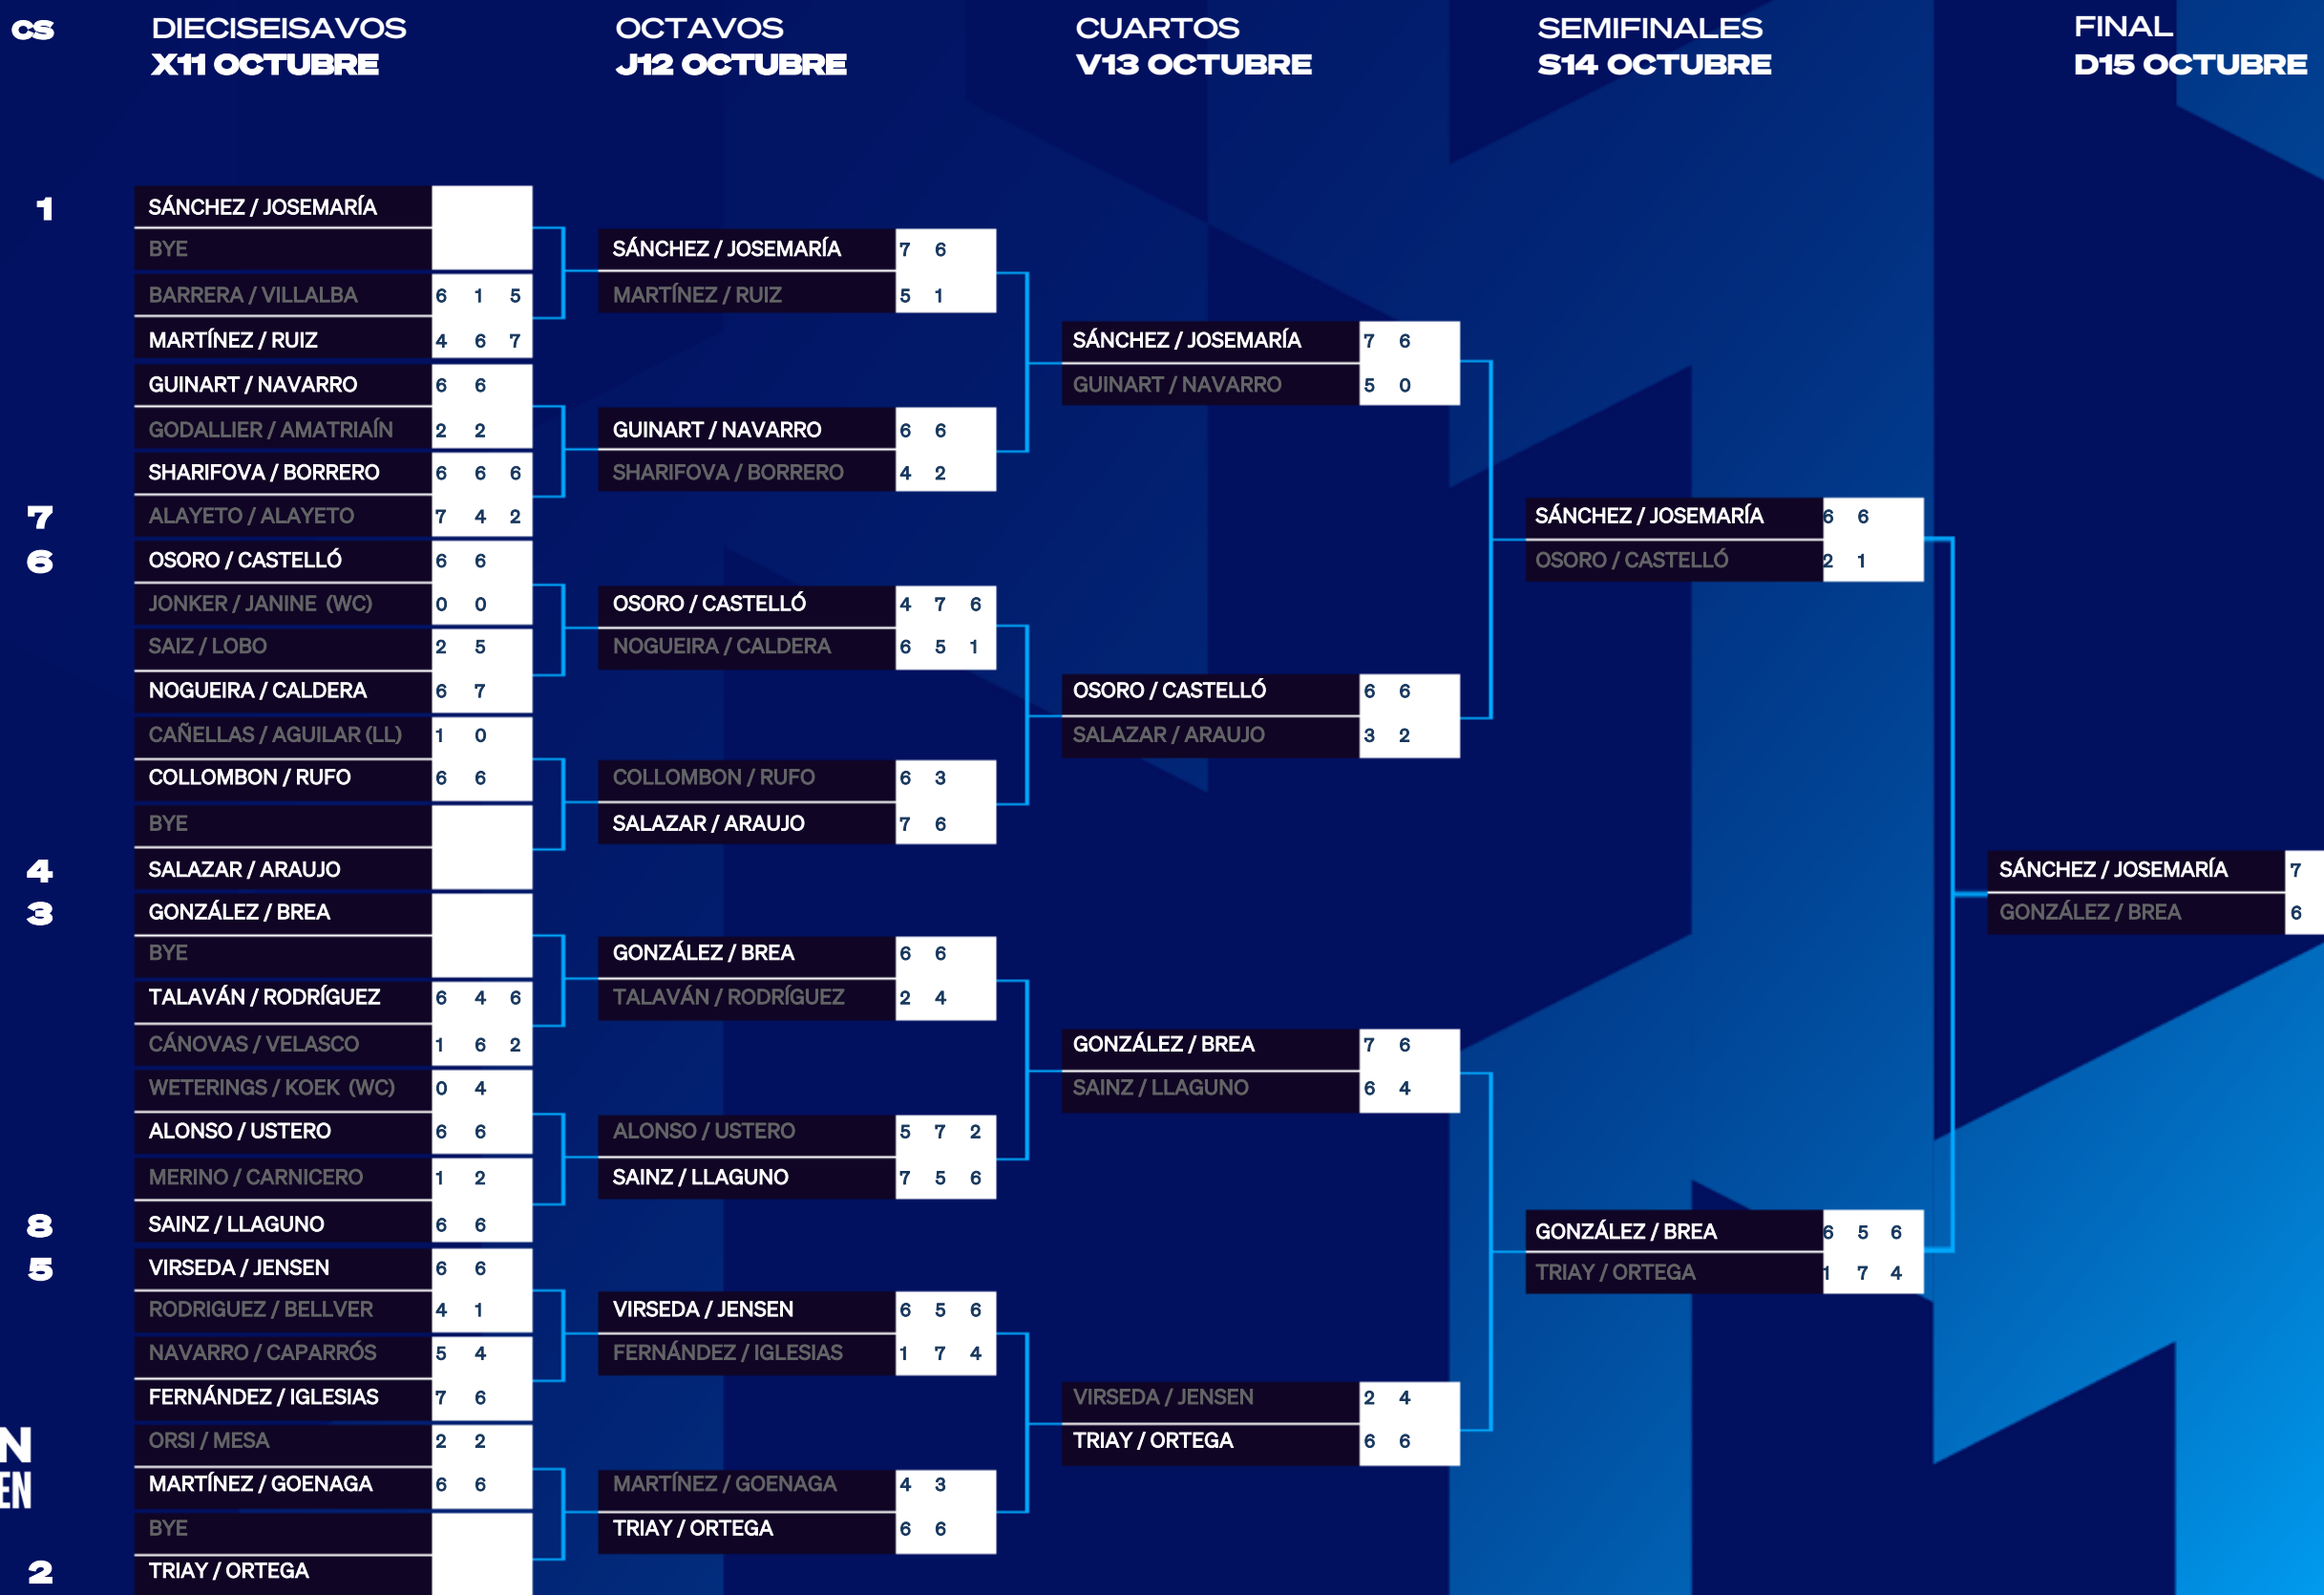 CS
DIECISEISAVOS
X11 OCTUBRE
OCTAVOS
J12 OCTUBRE
CUARTOS
V13 OCTUBRE
SEMIFINALES
S14 OCTUBRE
FINAL
D15 OCTUBRE
1
SÁNCHEZ / JOSEMARÍA
BYE
BARRERA / VILLALBA 6 1 5
MARTÍNEZ / RUIZ 4 6 7
GUINART / NAVARRO 6 6
GODALLIER / AMATRIAÍN 2 2
SHARIFOVA / BORRERO 6 6 6
7
ALAYETO / ALAYETO 7 4 2
6
OSORO / CASTELLÓ 6 6
JONKER / JANINE (WC) 0 0
SAIZ / LOBO 2 5
NOGUEIRA / CALDERA 6 7
CAÑELLAS / AGUILAR (LL) 1 0
COLLOMBON / RUFO 6 6
BYE
4
SALAZAR / ARAUJO
3
GONZÁLEZ / BREA
BYE
TALAVÁN / RODRÍGUEZ 6 4 6
CÁNOVAS / VELASCO 1 6 2
WETERINGS / KOEK (WC) 0 4
ALONSO / USTERO 6 6
MERINO / CARNICERO 1 2
8
SAINZ / LLAGUNO 6 6
5
VIRSEDA / JENSEN 6 6
RODRIGUEZ / BELLVER 4 1
NAVARRO / CAPARRÓS 5 4
FERNÁNDEZ / IGLESIAS 7 6
N
EN
ORSI / MESA 2 2
MARTÍNEZ / GOENAGA 6 6
BYE
2
TRIAY / ORTEGA
SÁNCHEZ / JOSEMARÍA 7 6
MARTÍNEZ / RUIZ 5 1
GUINART / NAVARRO 6 6
SHARIFOVA / BORRERO 4 2
OSORO / CASTELLÓ 4 7 6
NOGUEIRA / CALDERA 6 5 1
COLLOMBON / RUFO 6 3
SALAZAR / ARAUJO 7 6
GONZÁLEZ / BREA 6 6
TALAVÁN / RODRÍGUEZ 2 4
ALONSO / USTERO 5 7 2
SAINZ / LLAGUNO 7 5 6
VIRSEDA / JENSEN 6 5 6
FERNÁNDEZ / IGLESIAS 1 7 4
MARTÍNEZ / GOENAGA 4 3
TRIAY / ORTEGA 6 6
SÁNCHEZ / JOSEMARÍA 7 6
GUINART / NAVARRO 5 0
OSORO / CASTELLÓ 6 6
SALAZAR / ARAUJO 3 2
GONZÁLEZ / BREA 7 6
SAINZ / LLAGUNO 6 4
VIRSEDA / JENSEN 2 4
TRIAY / ORTEGA 6 6
SÁNCHEZ / JOSEMARÍA 6 6
OSORO / CASTELLÓ 2 1
GONZÁLEZ / BREA 6 5 6
TRIAY / ORTEGA 1 7 4
SÁNCHEZ / JOSEMARÍA 7
GONZÁLEZ / BREA 6